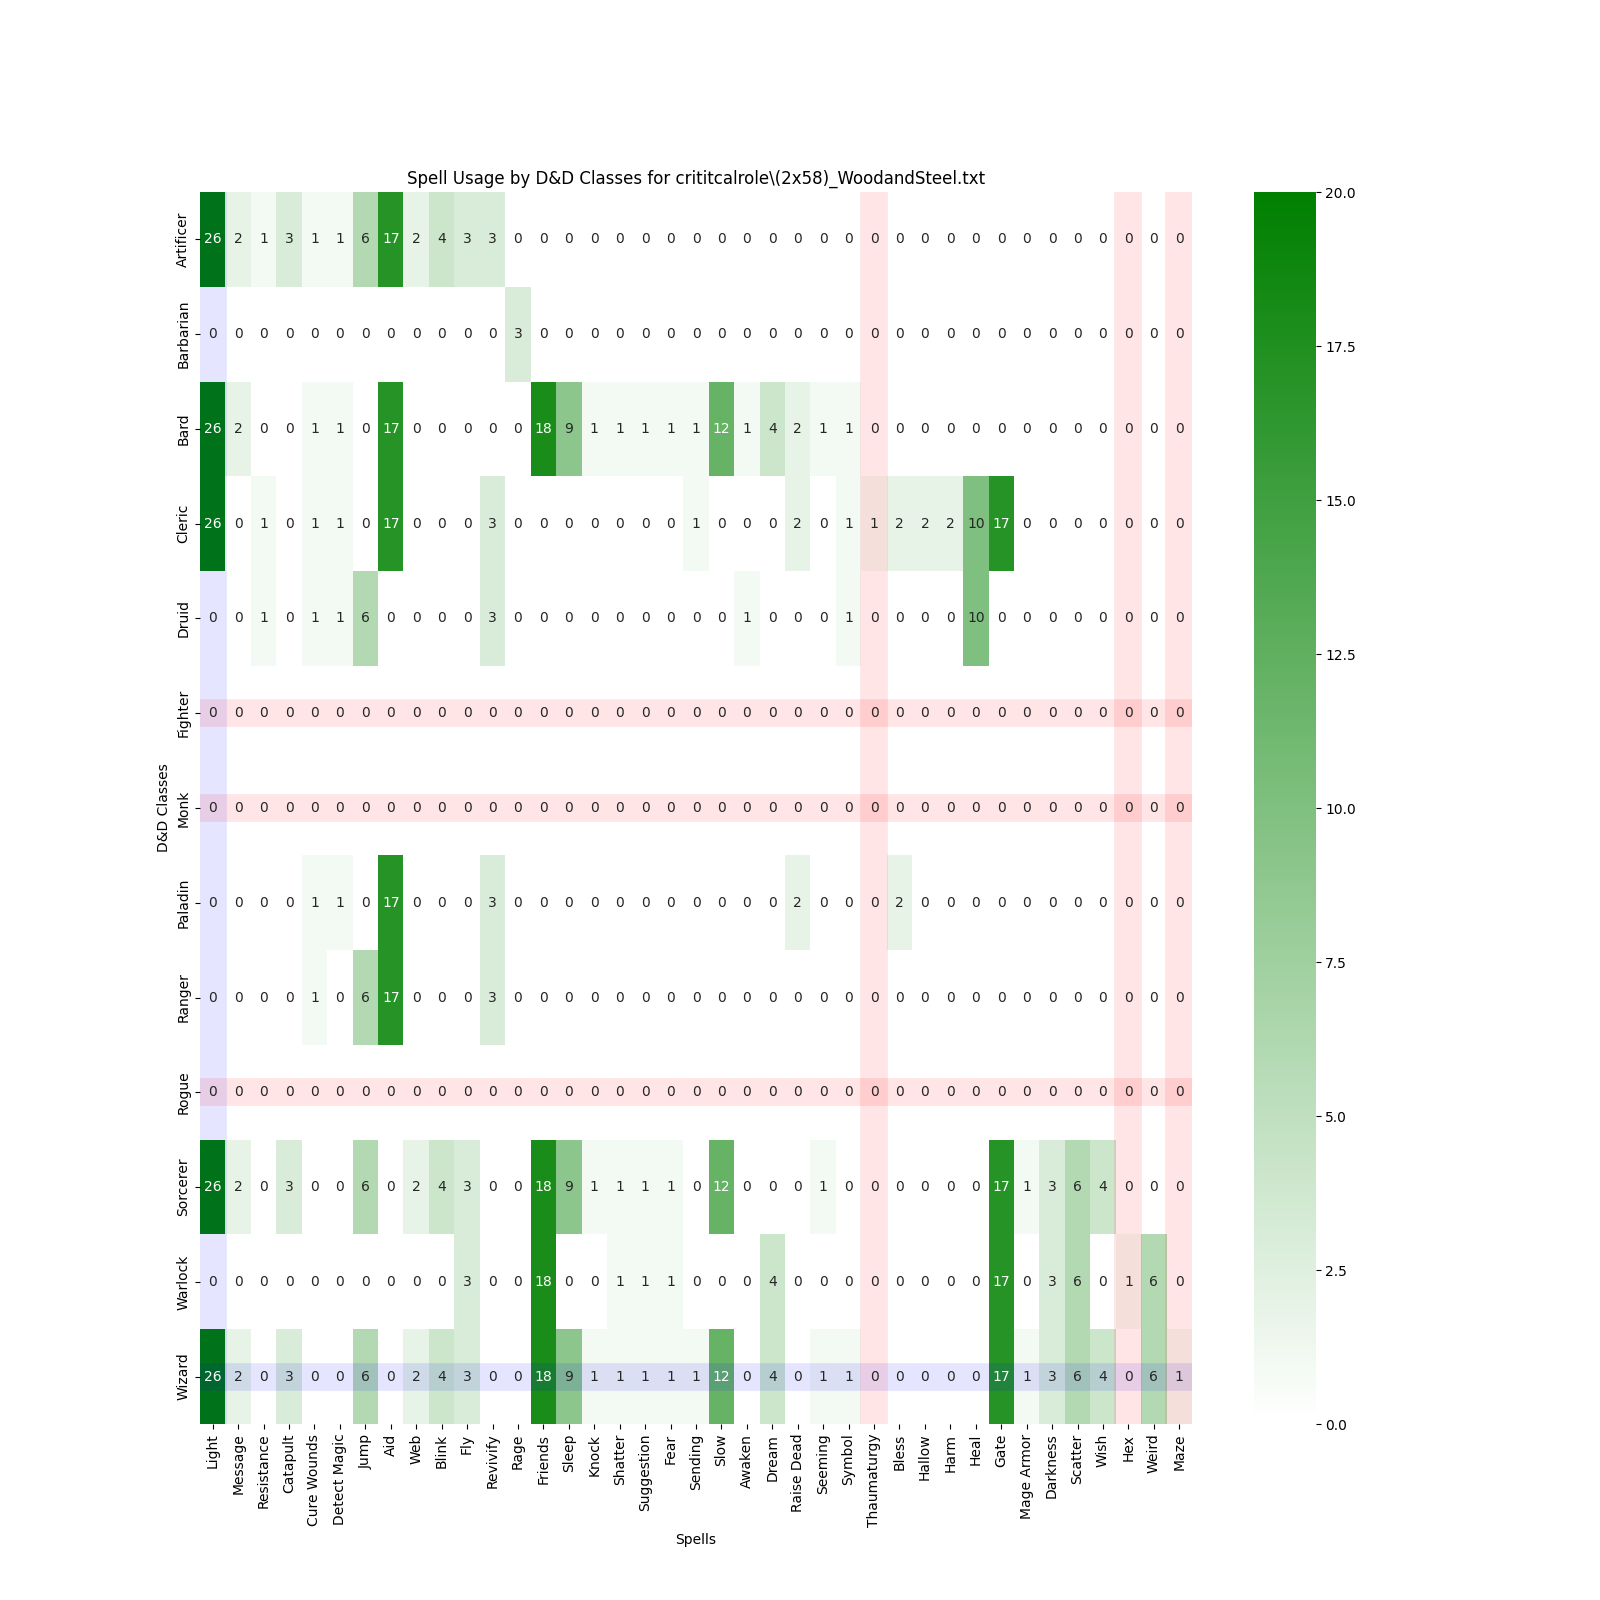 Spell Usage by D&D Classes for crititcalrole\(2x58)_WoodandSteel.txt
D&D Classes
Artificer 26 2 1 3 1 1 6 17 2 4 3 3 0 0 0 0 0 0 0 0 0 0 0 0 0 0 0 0 0 0 0 0 0 0 0 0 0 0 0
Barbarian 0 0 0 0 0 0 0 0 0 0 0 0 3 0 0 0 0 0 0 0 0 0 0 0 0 0 0 0 0 0 0 0 0 0 0 0 0 0 0
Bard 26 2 0 0 1 1 0 17 0 0 0 0 0 18 9 1 1 1 1 1 12 1 4 2 1 1 0 0 0 0 0 0 0 0 0 0 0 0 0
Cleric 26 0 1 0 1 1 0 17 0 0 0 3 0 0 0 0 0 0 0 1 0 0 0 2 0 1 1 2 2 2 10 17 0 0 0 0 0 0 0
Druid 0 0 1 0 1 1 6 0 0 0 0 3 0 0 0 0 0 0 0 0 0 1 0 0 0 1 0 0 0 0 10 0 0 0 0 0 0 0 0
Fighter 0 0 0 0 0 0 0 0 0 0 0 0 0 0 0 0 0 0 0 0 0 0 0 0 0 0 0 0 0 0 0 0 0 0 0 0 0 0 0
Monk 0 0 0 0 0 0 0 0 0 0 0 0 0 0 0 0 0 0 0 0 0 0 0 0 0 0 0 0 0 0 0 0 0 0 0 0 0 0 0
Paladin 0 0 0 0 1 1 0 17 0 0 0 3 0 0 0 0 0 0 0 0 0 0 0 2 0 0 0 2 0 0 0 0 0 0 0 0 0 0 0
Ranger 0 0 0 0 1 0 6 17 0 0 0 3 0 0 0 0 0 0 0 0 0 0 0 0 0 0 0 0 0 0 0 0 0 0 0 0 0 0 0
Rogue 0 0 0 0 0 0 0 0 0 0 0 0 0 0 0 0 0 0 0 0 0 0 0 0 0 0 0 0 0 0 0 0 0 0 0 0 0 0 0
Sorcerer 26 2 0 3 0 0 6 0 2 4 3 0 0 18 9 1 1 1 1 0 12 0 0 0 1 0 0 0 0 0 0 17 1 3 6 4 0 0 0
Warlock 0 0 0 0 0 0 0 0 0 0 3 0 0 18 0 0 1 1 1 0 0 0 4 0 0 0 0 0 0 0 0 17 0 3 6 0 1 6 0
Wizard 26 2 0 3 0 0 6 0 2 4 3 0 0 18 9 1 1 1 1 1 12 0 4 0 1 1 0 0 0 0 0 17 1 3 6 4 0 6 1
Light
Message
Resistance
Catapult
Cure Wounds
Detect Magic
Jump
Aid
Web
Blink
Fly
Revivify
Rage
Friends
Sleep
Knock
Shatter
Suggestion
Fear
Sending
Slow
Awaken
Dream
Raise Dead
Seeming
Symbol
Thaumaturgy
Bless
Hallow
Harm
Heal
Gate
Mage Armor
Darkness
Scatter
Wish
Hex
Weird
Maze
Spells
20.0
17.5
15.0
12.5
10.0
7.5
5.0
2.5
0.0